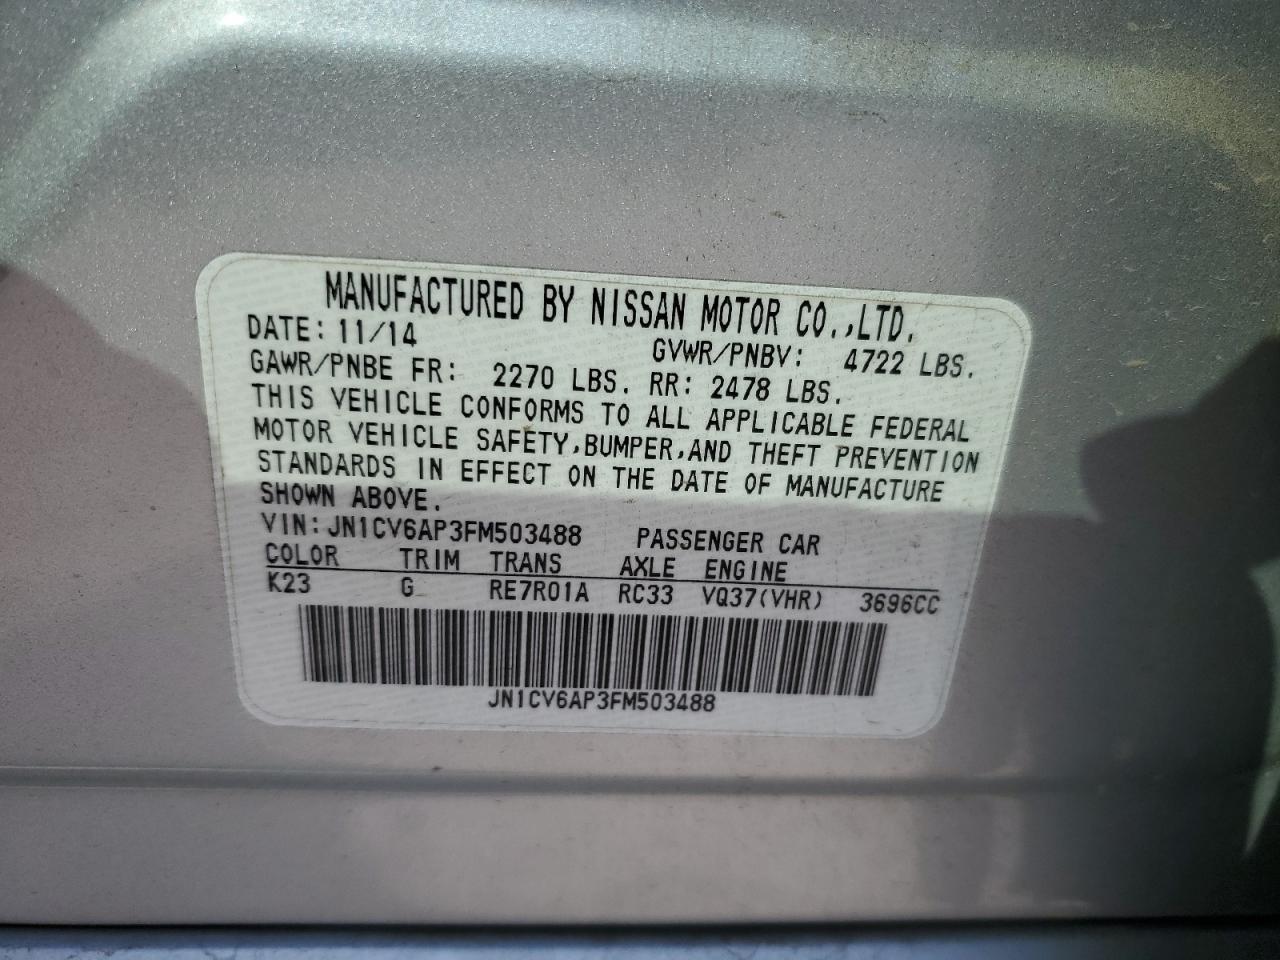 MANUFACTURED BY NISSAN MOTOR CO.,LTD.
DATE: 11/14 GVWR/PNBV: 4722 LBS.
GAWR/PNBE FR: 2270 LBS. RR: 2478 LBS.
THIS VEHICLE CONFORMS TO ALL APPLICABLE FEDERAL
MOTOR VEHICLE SAFETY,BUMPER,AND THEFT PREVENTION
STANDARDS IN EFFECT ON THE DATE OF MANUFACTURE
SHOWN ABOVE.
VIN: JN1CV6AP3FM503488 PASSENGER CAR
COLOR TRIM TRANS AXLE ENGINE
K23 G RE7R01A RC33 VQ37(VHR) 3696CC
JN1CV6AP3FM503488